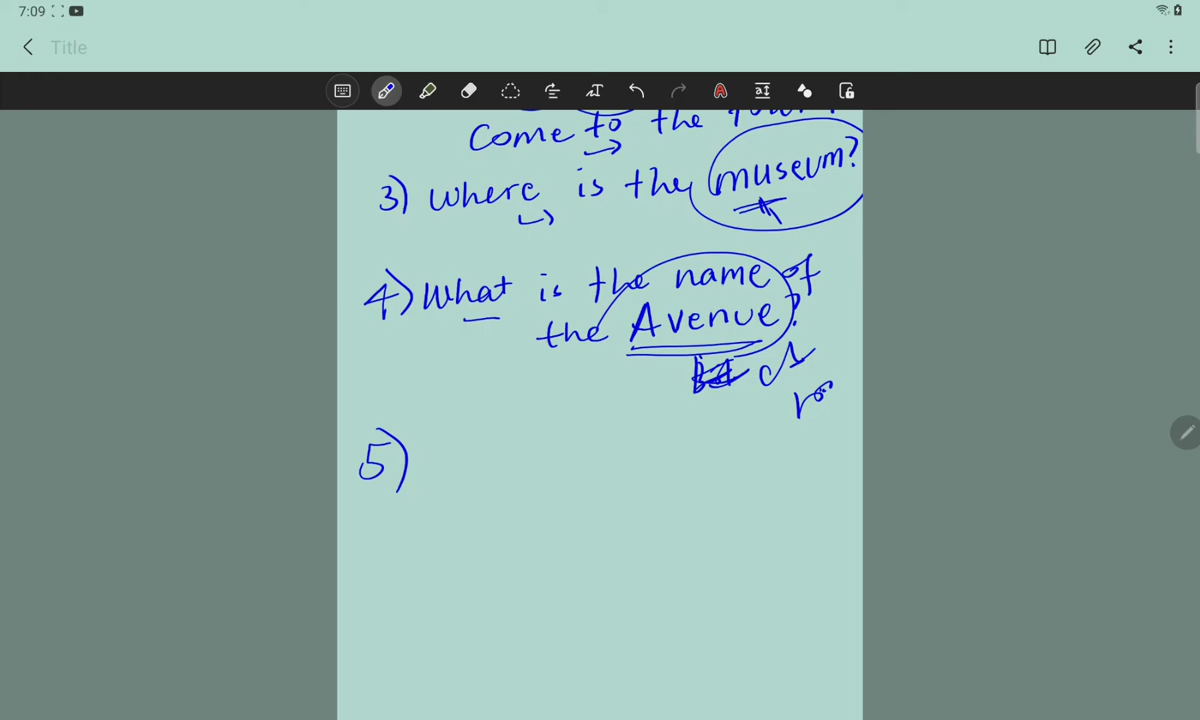 7:09
Title
Come to the
3) where is the museum?
4) What is the name of
the Avenue?
5)